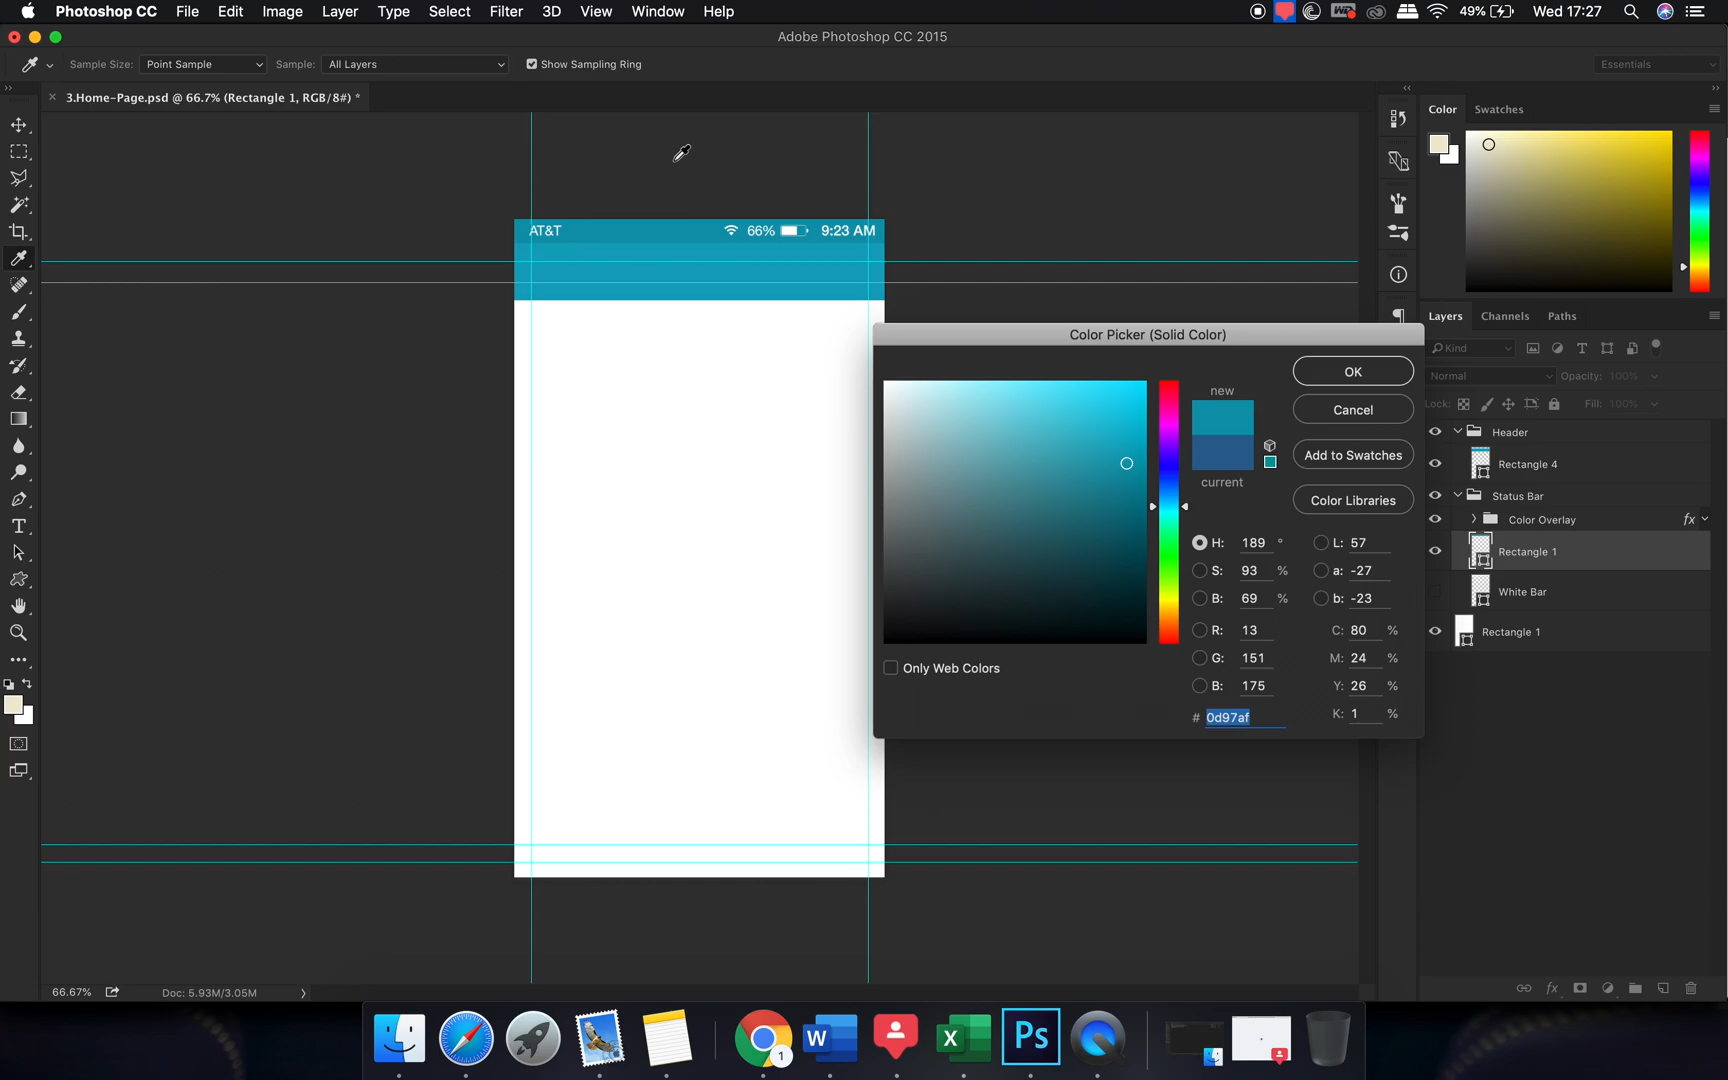 Photoshop CC File Edit Image Layer Type Select Filter 3D View Window Help 49% Wed 17:27
Adobe Photoshop CC 2015
Sample Size: Point Sample Sample: All Layers Show Sampling Ring Essentials
3.Home-Page.psd @ 66.7% (Rectangle 1, RGB/8#) *
Color Swatches
AT&T 66% 9:23 AM
Color Picker (Solid Color)
new
current
OK
Cancel
Add to Swatches
Color Libraries
H: 189 ° L: 57
S: 93 % a: -27
B: 69 % b: -23
R: 13 C: 80 %
G: 151 M: 24 %
B: 175 Y: 26 %
# 0d97af K: 1 %
Only Web Colors
Layers Channels Paths
Kind
Normal Opacity: 100%
Lock: Fill: 100%
Header
Rectangle 4
Status Bar
Color Overlay fx
Rectangle 1
White Bar
Rectangle 1
fx
66.67% Doc: 5.93M/3.05M
1 W X Ps